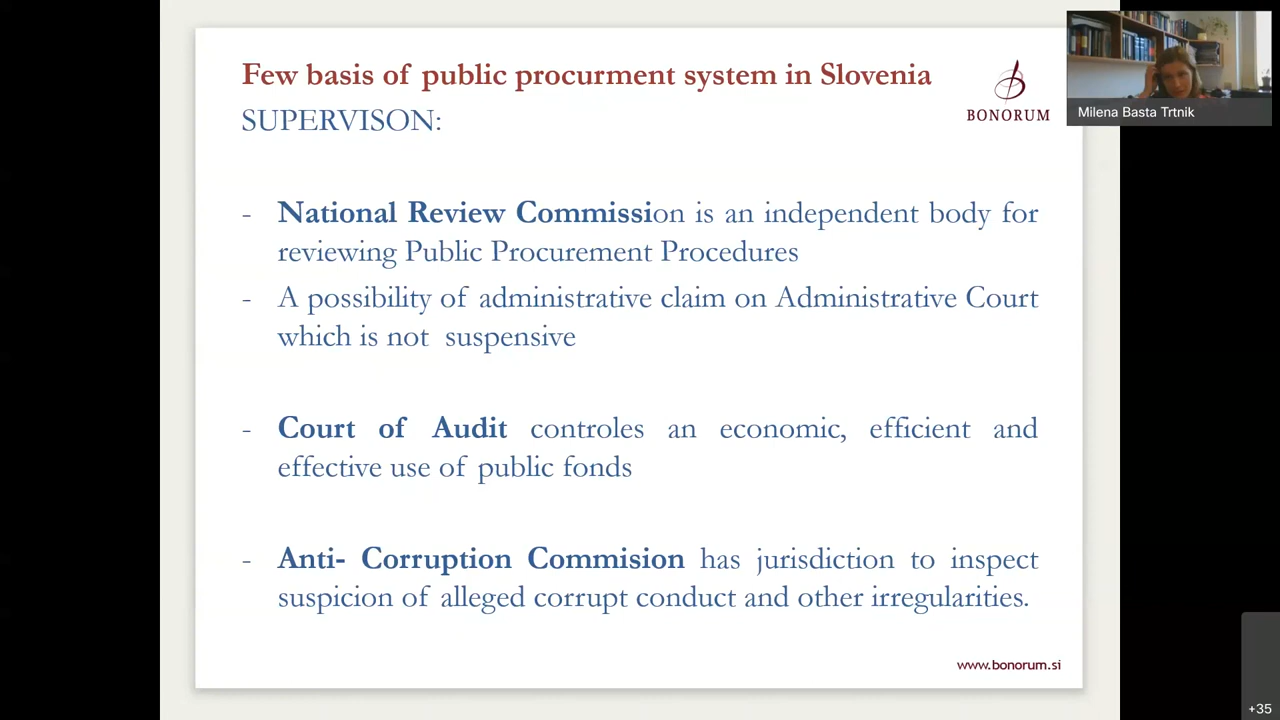 Few basis of public procurment system in Slovenia
SUPERVISON:
BONORUM
Milena Basta Trtnik
- National Review Commission is an independent body for
reviewing Public Procurement Procedures
- A possibility of administrative claim on Administrative Court
which is not suspensive
- Court of Audit controles an economic, efficient and
effective use of public fonds
- Anti- Corruption Commision has jurisdiction to inspect
suspicion of alleged corrupt conduct and other irregularities.
www.bonorum.si
+35